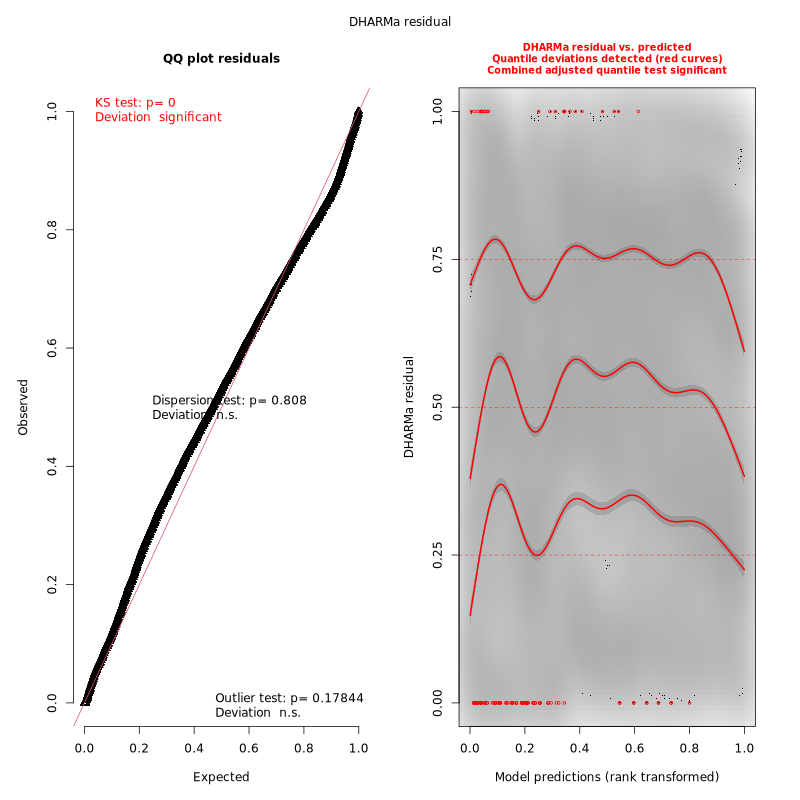 DHARMa residual
QQ plot residuals
KS test: p= 0
Deviation  significant
Dispersion test: p= 0.808
Deviation n.s.
Outlier test: p= 0.17844
Deviation  n.s.
Observed
0.0 0.2 0.4 0.6 0.8 1.0
0.0 0.2 0.4 0.6 0.8 1.0
Expected
DHARMa residual vs. predicted
Quantile deviations detected (red curves)
Combined adjusted quantile test significant
DHARMa residual
0.00 0.25 0.50 0.75 1.00
0.0 0.2 0.4 0.6 0.8 1.0
Model predictions (rank transformed)